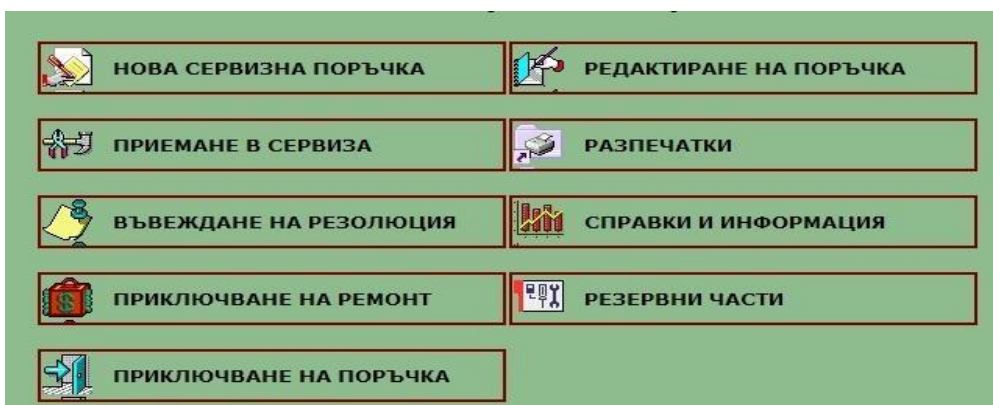 НОВА СЕРВИЗНА ПОРЪЧКА
РЕДАКТИРАНЕ НА ПОРЪЧКА
ПРИЕМАНЕ В СЕРВИЗА
РАЗПЕЧАТКИ
ВЪВЕЖДАНЕ НА РЕЗОЛЮЦИЯ
СПРАВКИ И ИНФОРМАЦИЯ
ПРИКЛЮЧВАНЕ НА РЕМОНТ
РЕЗЕРВНИ ЧАСТИ
ПРИКЛЮЧВАНЕ НА ПОРЪЧКА